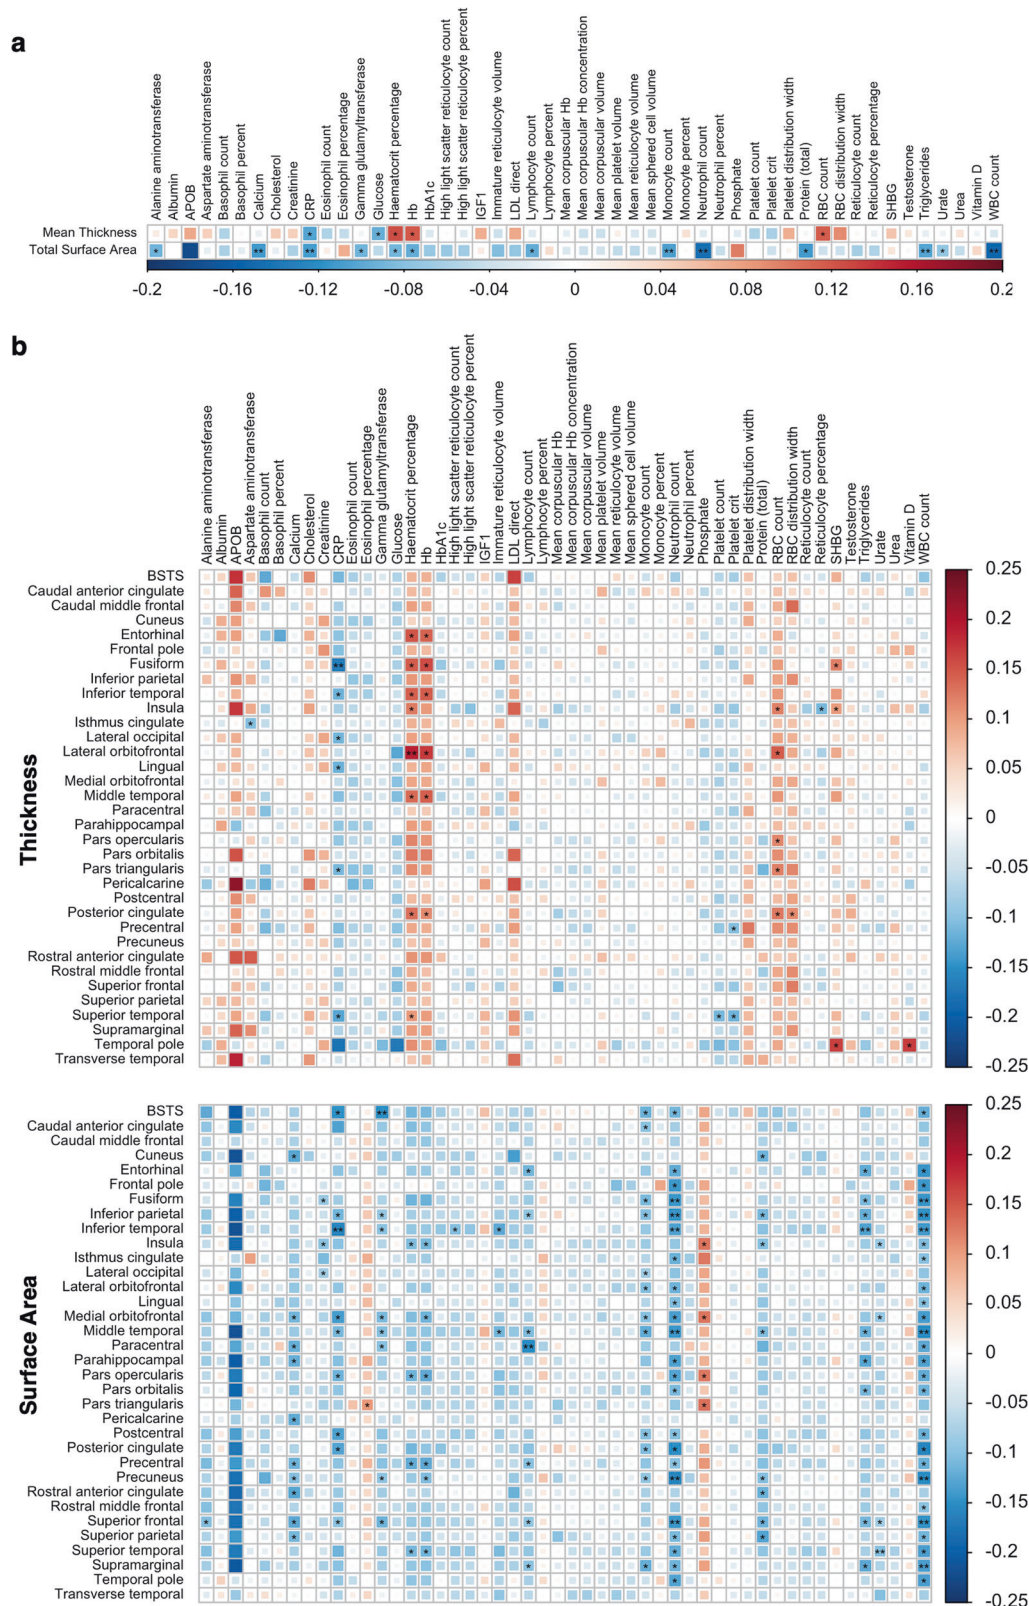 a
Alanine aminotransferase
Albumin
APOB
Aspartate aminotransferase
Basophil count
Basophil percent
Calcium
Cholesterol
Creatinine
CRP
Eosinophil count
Eosinophil percentage
Gamma glutamyltransferase
Glucose
Haematocrit percentage
Hb
HbA1c
High light scatter reticulocyte count
High light scatter reticulocyte percent
IGF1
Immature reticulocyte volume
LDL direct
Lymphocyte count
Lymphocyte percent
Mean corpuscular Hb
Mean corpuscular Hb concentration
Mean corpuscular volume
Mean platelet volume
Mean reticulocyte volume
Mean sphered cell volume
Monocyte count
Monocyte percent
Neutrophil count
Neutrophil percent
Phosphate
Platelet count
Platelet crit
Platelet distribution width
Protein (total)
RBC count
RBC distribution width
Reticulocyte count
Reticulocyte percentage
SHBG
Testosterone
Triglycerides
Urate
Urea
Vitamin D
WBC count
Mean Thickness
Total Surface Area
-0.2 -0.16 -0.12 -0.08 -0.04 0 0.04 0.08 0.12 0.16 0.2
b
Alanine aminotransferase
Albumin
APOB
Aspartate aminotransferase
Basophil count
Basophil percent
Calcium
Cholesterol
Creatinine
CRP
Eosinophil count
Eosinophil percentage
Gamma glutamyltransferase
Glucose
Haematocrit percentage
Hb
HbA1c
High light scatter reticulocyte count
High light scatter reticulocyte percent
IGF1
Immature reticulocyte volume
LDL direct
Lymphocyte count
Lymphocyte percent
Mean corpuscular Hb
Mean corpuscular Hb concentration
Mean corpuscular volume
Mean platelet volume
Mean reticulocyte volume
Mean sphered cell volume
Monocyte count
Monocyte percent
Neutrophil count
Neutrophil percent
Phosphate
Platelet count
Platelet crit
Platelet distribution width
Protein (total)
RBC count
RBC distribution width
Reticulocyte count
Reticulocyte percentage
SHBG
Testosterone
Triglycerides
Urate
Urea
Vitamin D
WBC count
Thickness
BSTS
Caudal anterior cingulate
Caudal middle frontal
Cuneus
Entorhinal
Frontal pole
Fusiform
Inferior parietal
Inferior temporal
Insula
Isthmus cingulate
Lateral occipital
Lateral orbitofrontal
Lingual
Medial orbitofrontal
Middle temporal
Paracentral
Parahippocampal
Pars opercularis
Pars orbitalis
Pars triangularis
Pericalcarine
Postcentral
Posterior cingulate
Precentral
Precuneus
Rostral anterior cingulate
Rostral middle frontal
Superior frontal
Superior parietal
Superior temporal
Supramarginal
Temporal pole
Transverse temporal
0.25
0.2
0.15
0.1
0.05
0
-0.05
-0.1
-0.15
-0.2
-0.25
Surface Area
BSTS
Caudal anterior cingulate
Caudal middle frontal
Cuneus
Entorhinal
Frontal pole
Fusiform
Inferior parietal
Inferior temporal
Insula
Isthmus cingulate
Lateral occipital
Lateral orbitofrontal
Lingual
Medial orbitofrontal
Middle temporal
Paracentral
Parahippocampal
Pars opercularis
Pars orbitalis
Pars triangularis
Pericalcarine
Postcentral
Posterior cingulate
Precentral
Precuneus
Rostral anterior cingulate
Rostral middle frontal
Superior frontal
Superior parietal
Superior temporal
Supramarginal
Temporal pole
Transverse temporal
0.25
0.2
0.15
0.1
0.05
0
-0.05
-0.1
-0.15
-0.2
-0.25